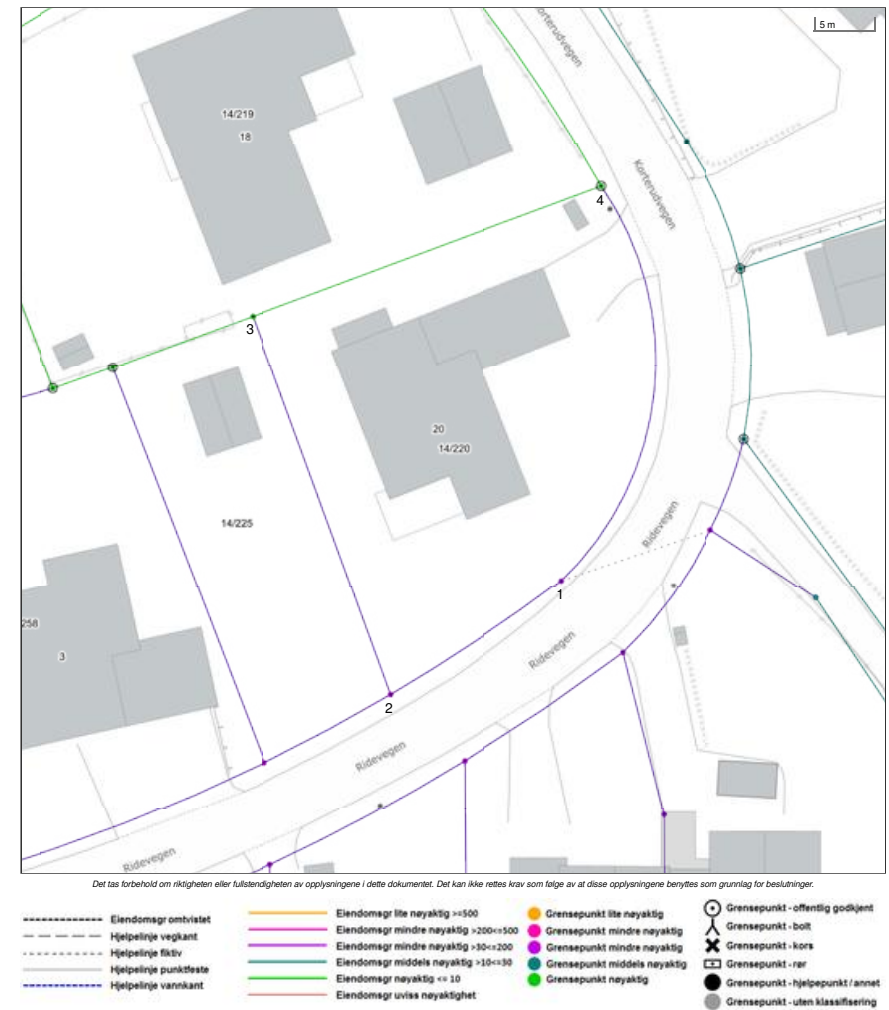 Korterudvegen
5 m
14/219
18
Korterudvegen
4
3
20
14/220
14/225
Ridevegen
1
258
3
Ridevegen
2
Ridevegen
Ridevegen
Det tas forbehold om riktigheten eller fullstendigheten av opplysningene i dette dokumentet. Det kan ikke rettes krav som følge av at disse opplysningene benyttes som grunnlag for beslutninger.
Eiendomsgr omtvistet
Hjelpelinje vegkant
Hjelpelinje fiktiv
Hjelpelinje punktfeste
Hjelpelinje vannkant
Eiendomsgr lite nøyaktig >=500
Eiendomsgr mindre nøyaktig >200<=500
Eiendomsgr mindre nøyaktig >30<=200
Eiendomsgr middels nøyaktig >10<=30
Eiendomsgr nøyaktig <= 10
Eiendomsgr uviss nøyaktighet
Grensepunkt lite nøyaktig
Grensepunkt mindre nøyaktig
Grensepunkt mindre nøyaktig
Grensepunkt middels nøyaktig
Grensepunkt nøyaktig
Grensepunkt - offentlig godkjent
Grensepunkt - bolt
Grensepunkt - kors
Grensepunkt - rør
Grensepunkt - hjelpepunkt / annet
Grensepunkt - uten klassifisering